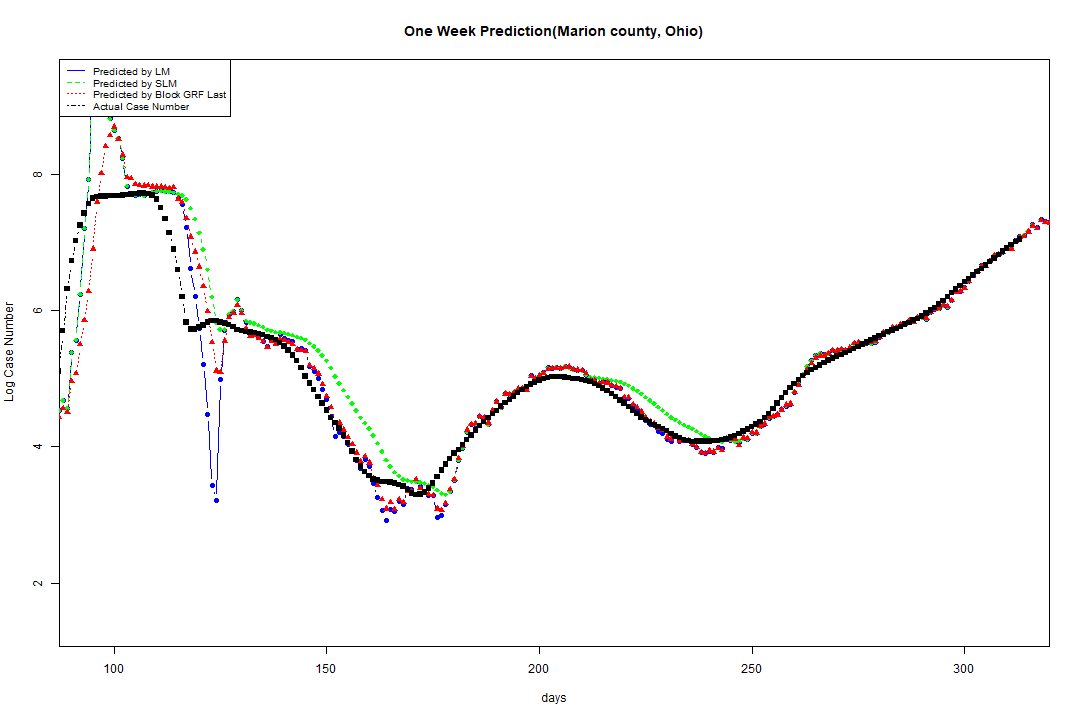 One Week Prediction(Marion county, Ohio)
Predicted by LM
Predicted by SLM
Predicted by Block GRF Last
Actual Case Number
8
6
4
2
Log Case Number
100 150 200 250 300
days